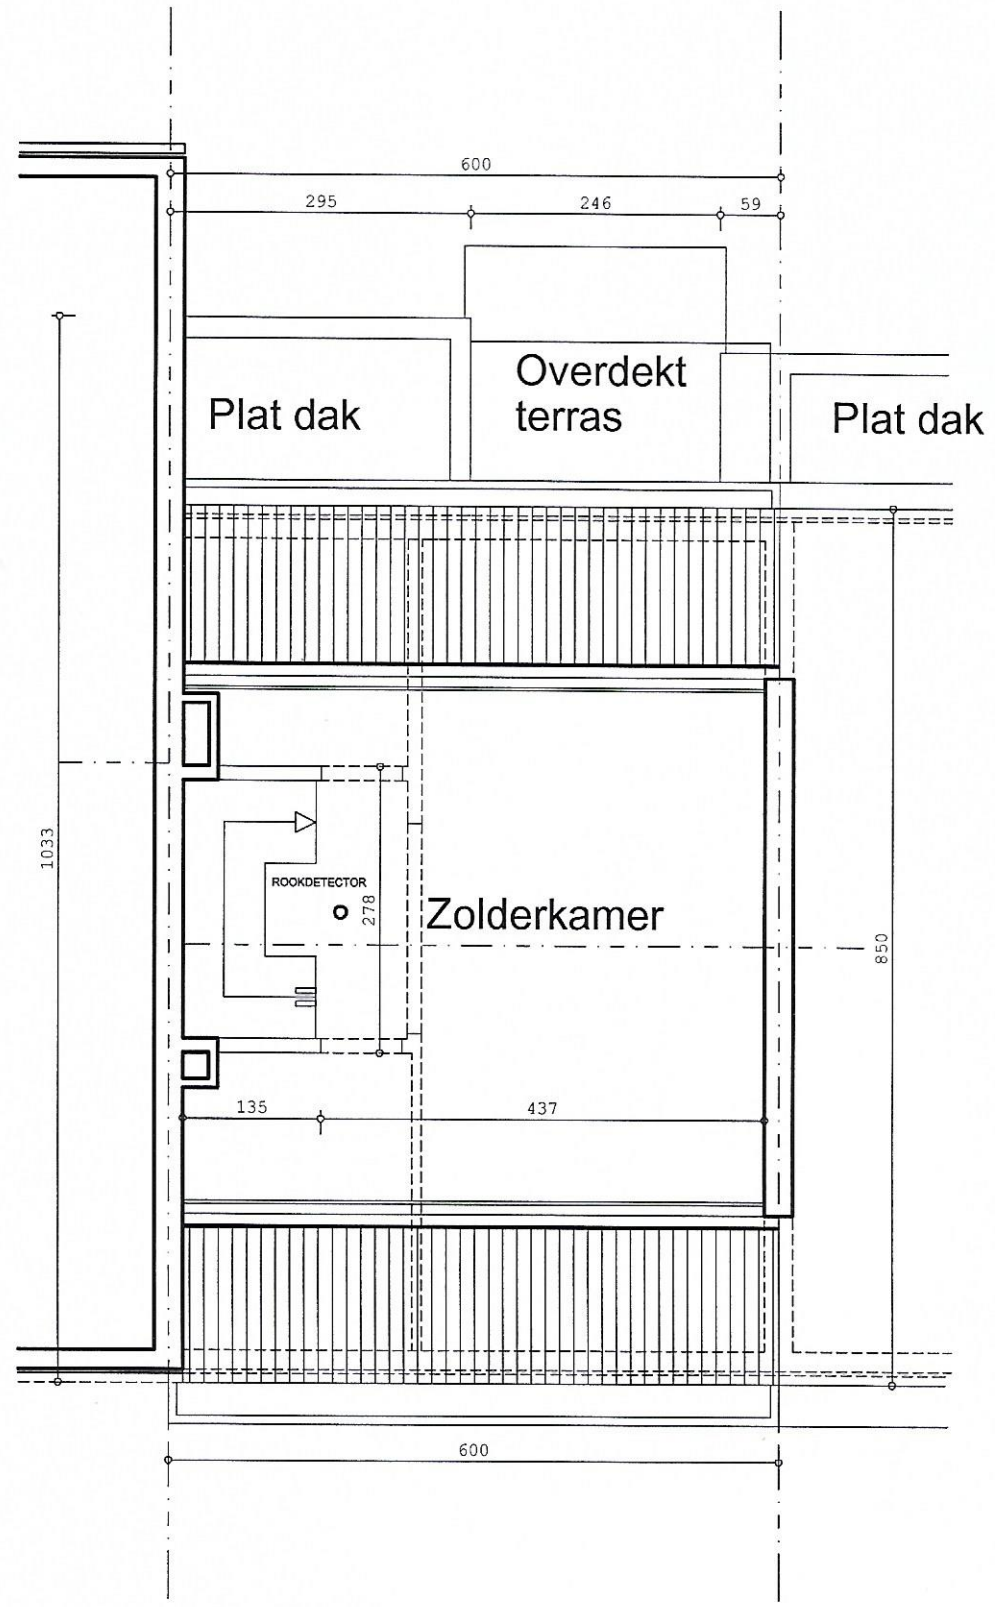 600
295
246
59
Overdekt
terras
Plat dak
Plat dak
1033
ROOKDETECTOR
278
Zolderkamer
850
135
437
600